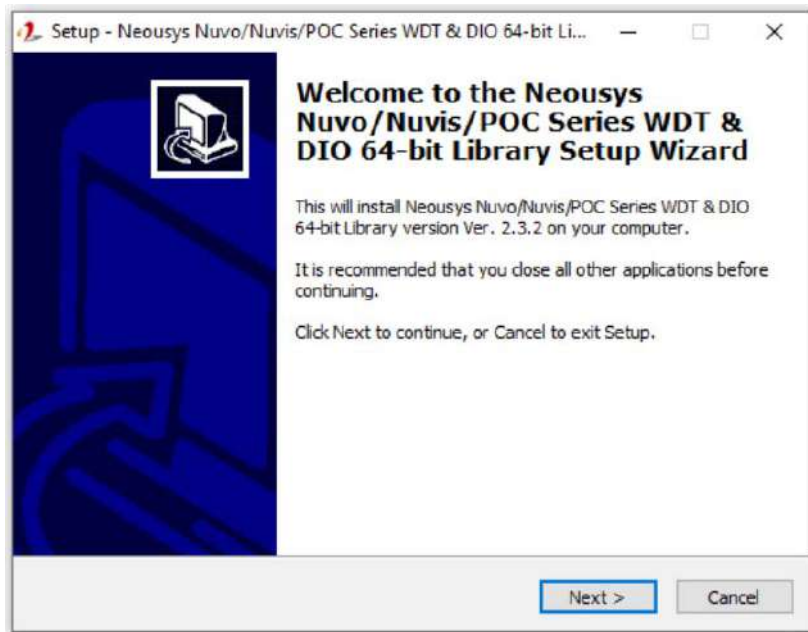 Setup - Neousys Nuvo/Nuvis/POC Series WDT & DIO 64-bit Li...
Welcome to the Neousys
Nuvo/Nuvis/POC Series WDT &
DIO 64-bit Library Setup Wizard
This will install Neousys Nuvo/Nuvis/POC Series WDT & DIO
64-bit Library version Ver. 2.3.2 on your computer.
It is recommended that you close all other applications before
continuing.
Click Next to continue, or Cancel to exit Setup.
Next >
Cancel